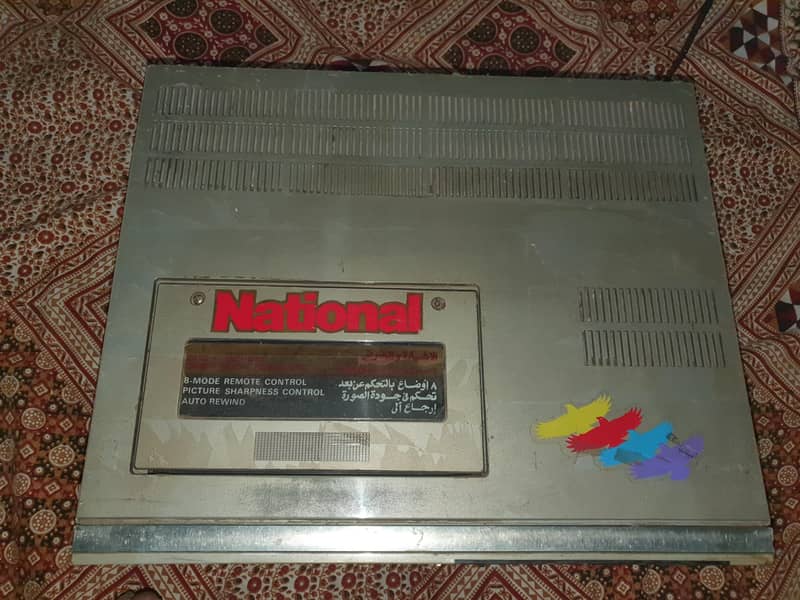 National
8-MODE REMOTE CONTROL
PICTURE SHARPNESS CONTROL
AUTO REWIND
٨ اوضاع بالتحكم عن بعد
تحكم في جودة الصورة
إرجاع آلي